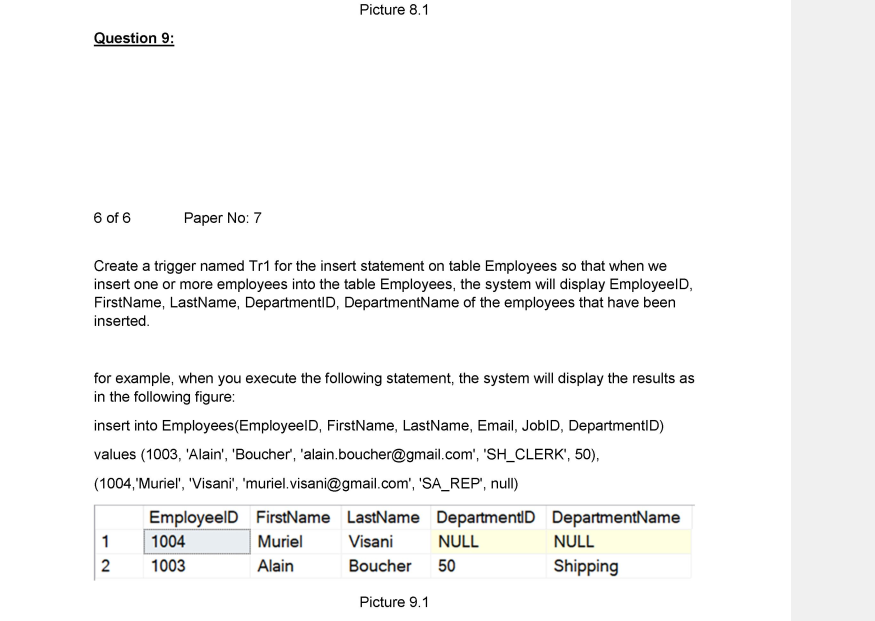 Picture 8.1
Question 9:
6 of 6 Paper No: 7
Create a trigger named Tr1 for the insert statement on table Employees so that when we
insert one or more employees into the table Employees, the system will display EmployeeID,
FirstName, LastName, DepartmentID, DepartmentName of the employees that have been
inserted.
for example, when you execute the following statement, the system will display the results as
in the following figure:
insert into Employees(EmployeeID, FirstName, LastName, Email, JobID, DepartmentID)
values (1003, 'Alain', 'Boucher', 'alain.boucher@gmail.com', 'SH_CLERK', 50),
(1004,'Muriel', 'Visani', 'muriel.visani@gmail.com', 'SA_REP', null)
EmployeeID FirstName LastName DepartmentID DepartmentName
1 1004 Muriel Visani NULL NULL
2 1003 Alain Boucher 50 Shipping
Picture 9.1